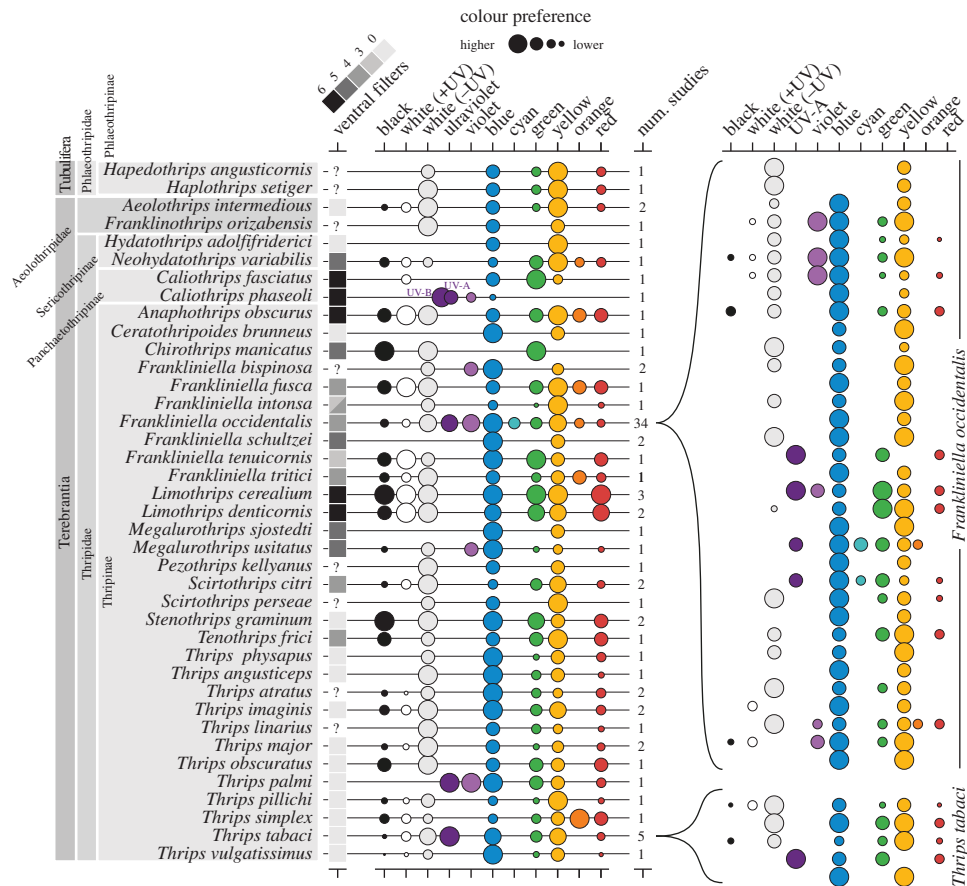 colour preference
higher lower
6 5 4 3 0
ventral filters
black
white (+UV)
white (–UV)
ultraviolet
violet
blue
cyan
green
yellow
orange
red
num. studies
black
white (+UV)
white (–UV)
UV-A
violet
blue
cyan
green
yellow
orange
red
Tubulifera
Phlaeothripidae
Phlaeothripinae
Aeolothripidae
Sericothripinae
Panchaetothripinae
Terebrantia
Thripidae
Thripinae
Hapedothrips angusticornis ? 1
Haplothrips setiger ? 1
Aeolothrips intermedious 2
Franklinothrips orizabensis ? 1
Hydatothrips adolfifriderici 1
Neohydatothrips variabilis 1
Caliothrips fasciatus 1
UV-B UV-A
Caliothrips phaseoli 1
Anaphothrips obscurus 1
Ceratothripoides brunneus 1
Chirothrips manicatus 1
Frankliniella bispinosa ? 2
Frankliniella fusca 1
Frankliniella intonsa 1
Frankliniella occidentalis 34
Frankliniella schultzei 2
Frankliniella tenuicornis 1
Frankliniella tritici 1
Limothrips cerealium 3
Limothrips denticornis 2
Megalurothrips sjostedti 1
Megalurothrips usitatus 1
Pezothrips kellyanus ? 1
Scirtothrips citri 2
Scirtothrips perseae ? 1
Stenothrips graminum 2
Tenothrips frici 1
Thrips physapus 1
Thrips angusticeps 1
Thrips atratus ? 2
Thrips imaginis 2
Thrips linarius ? 1
Thrips major 2
Thrips obscuratus 1
Thrips palmi 1
Thrips pillichi 1
Thrips simplex 1
Thrips tabaci 5
Thrips vulgatissimus 1
Frankliniella occidentalis
Thrips tabaci